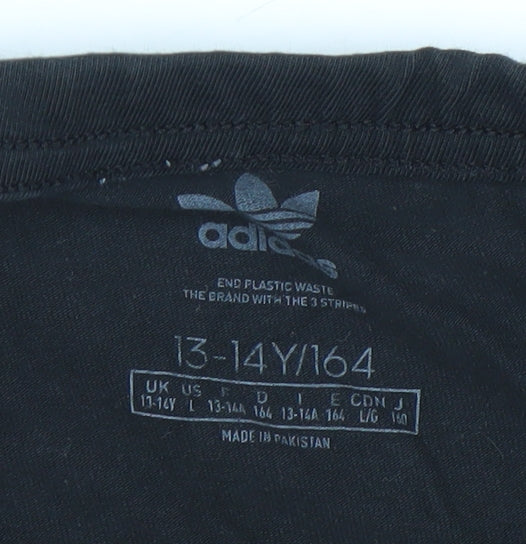 adidas
END PLASTIC WASTE
THE BRAND WITH THE 3 STRIPES
13-14Y/164
UK US F D I E CDN J
13-14Y L 13-14A 164 13-14A 164 L/G 160
MADE IN PAKISTAN